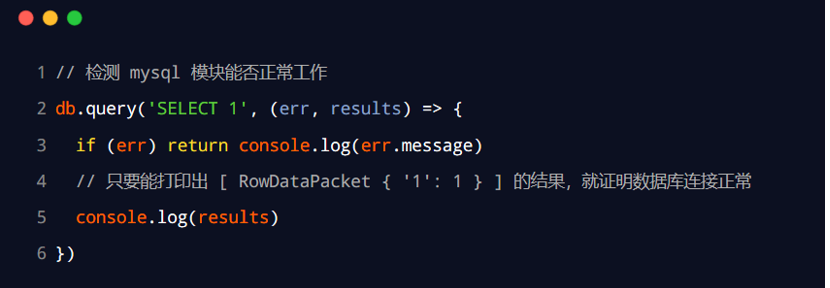 1 // 检测 mysql 模块能否正常工作
2 db.query('SELECT 1', (err, results) => {
3   if (err) return console.log(err.message)
4   // 只要能打印出 [ RowDataPacket { '1': 1 } ] 的结果，就证明数据库连接正常
5   console.log(results)
6 })